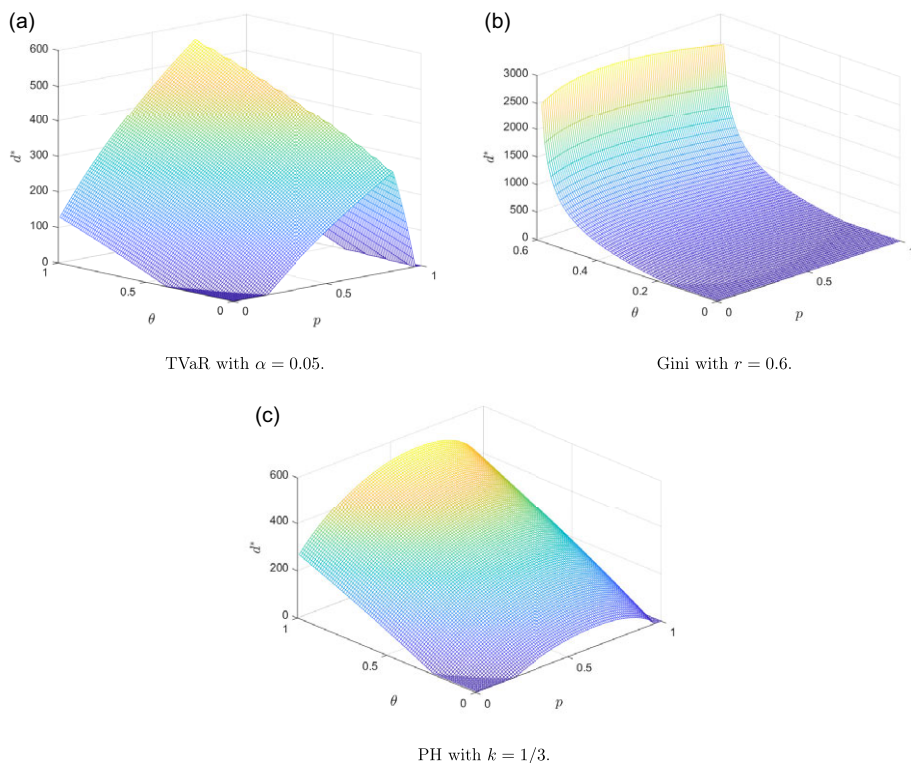 (a)
600
500
400
300
200
100
0
d*
1
0.5
0
θ
0
0.5
1
p
TVaR with α = 0.05.
(b)
3000
2500
2000
1500
1000
500
0
d*
0.6
0.4
0.2
0
θ
0
0.5
p
Gini with r = 0.6.
(c)
600
400
200
0
d*
1
0.5
0
θ
0
0.5
1
p
PH with k = 1/3.